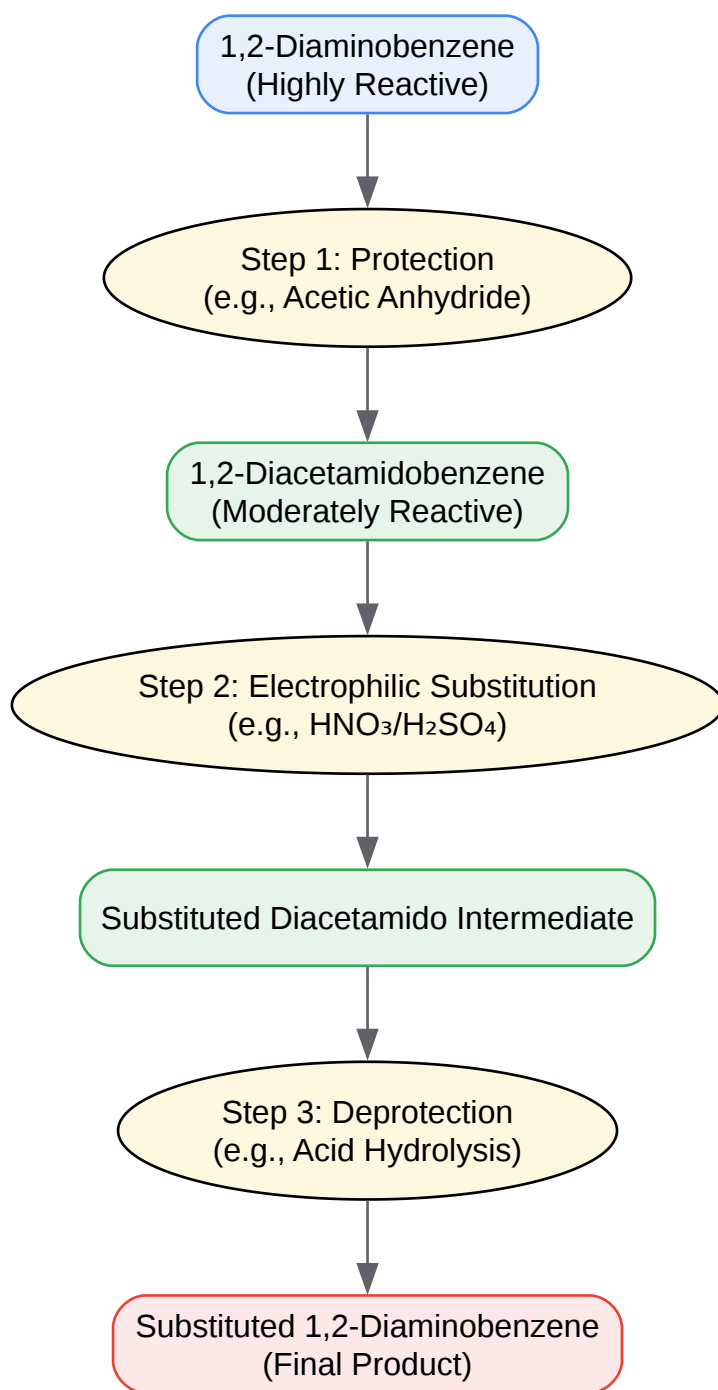 1,2-Diaminobenzene
(Highly Reactive)
Step 1: Protection
(e.g., Acetic Anhydride)
1,2-Diacetamidobenzene
(Moderately Reactive)
Step 2: Electrophilic Substitution
(e.g., HNO₃/H₂SO₄)
Substituted Diacetamido Intermediate
Step 3: Deprotection
(e.g., Acid Hydrolysis)
Substituted 1,2-Diaminobenzene
(Final Product)